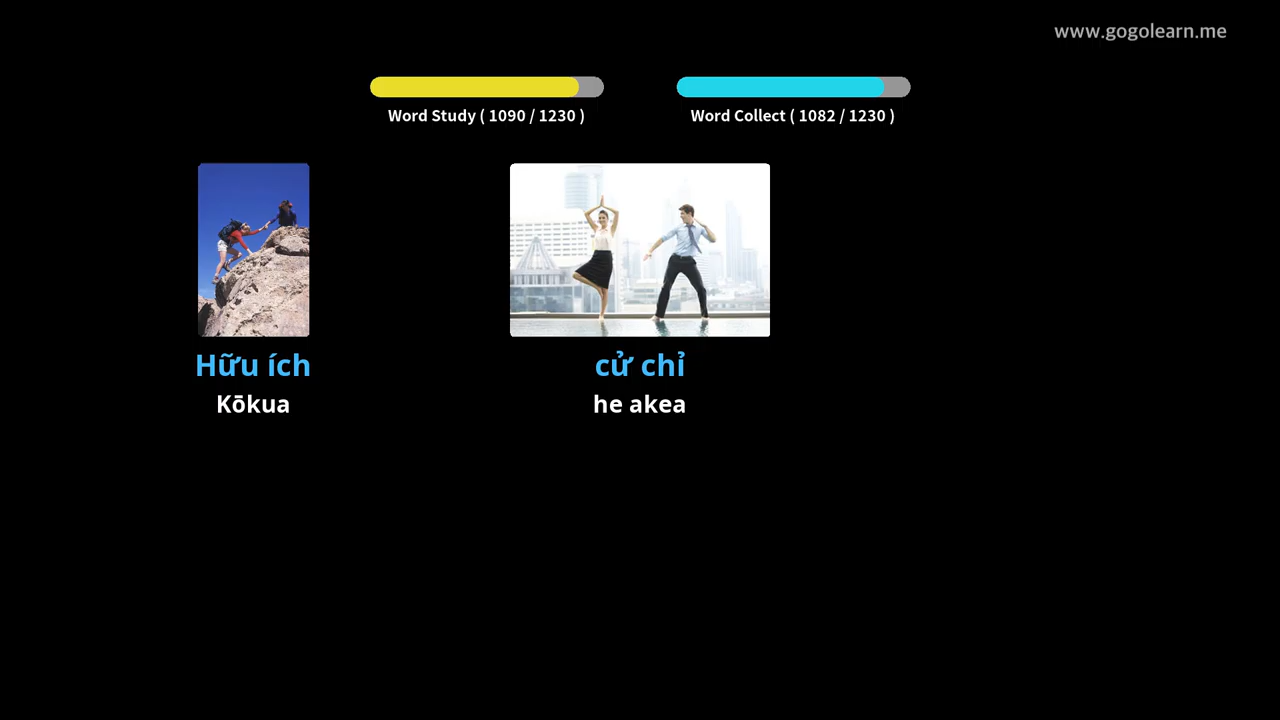 www.gogolearn.me
Word Study ( 1090 / 1230 )
Word Collect ( 1082 / 1230 )
Hữu ích
Kōkua
cử chỉ
he akea